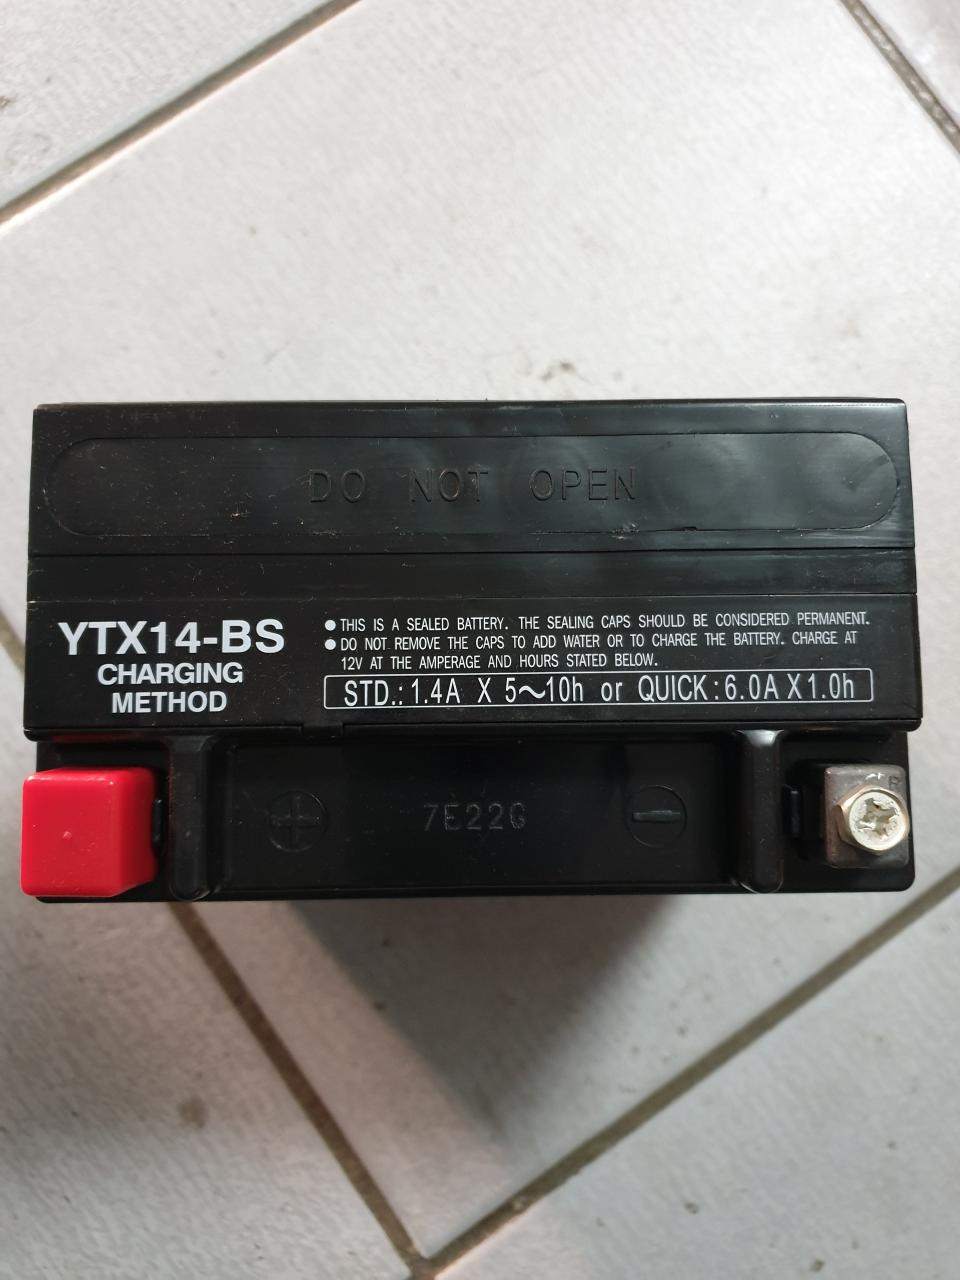 DO NOT OPEN
YTX14-BS
CHARGING
METHOD
● THIS IS A SEALED BATTERY. THE SEALING CAPS SHOULD BE CONSIDERED PERMANENT.
● DO NOT REMOVE THE CAPS TO ADD WATER OR TO CHARGE THE BATTERY. CHARGE AT
12V AT THE AMPERAGE AND HOURS STATED BELOW.
STD.: 1.4A X 5~10h or QUICK: 6.0A X 1.0h
+ 7E22G −